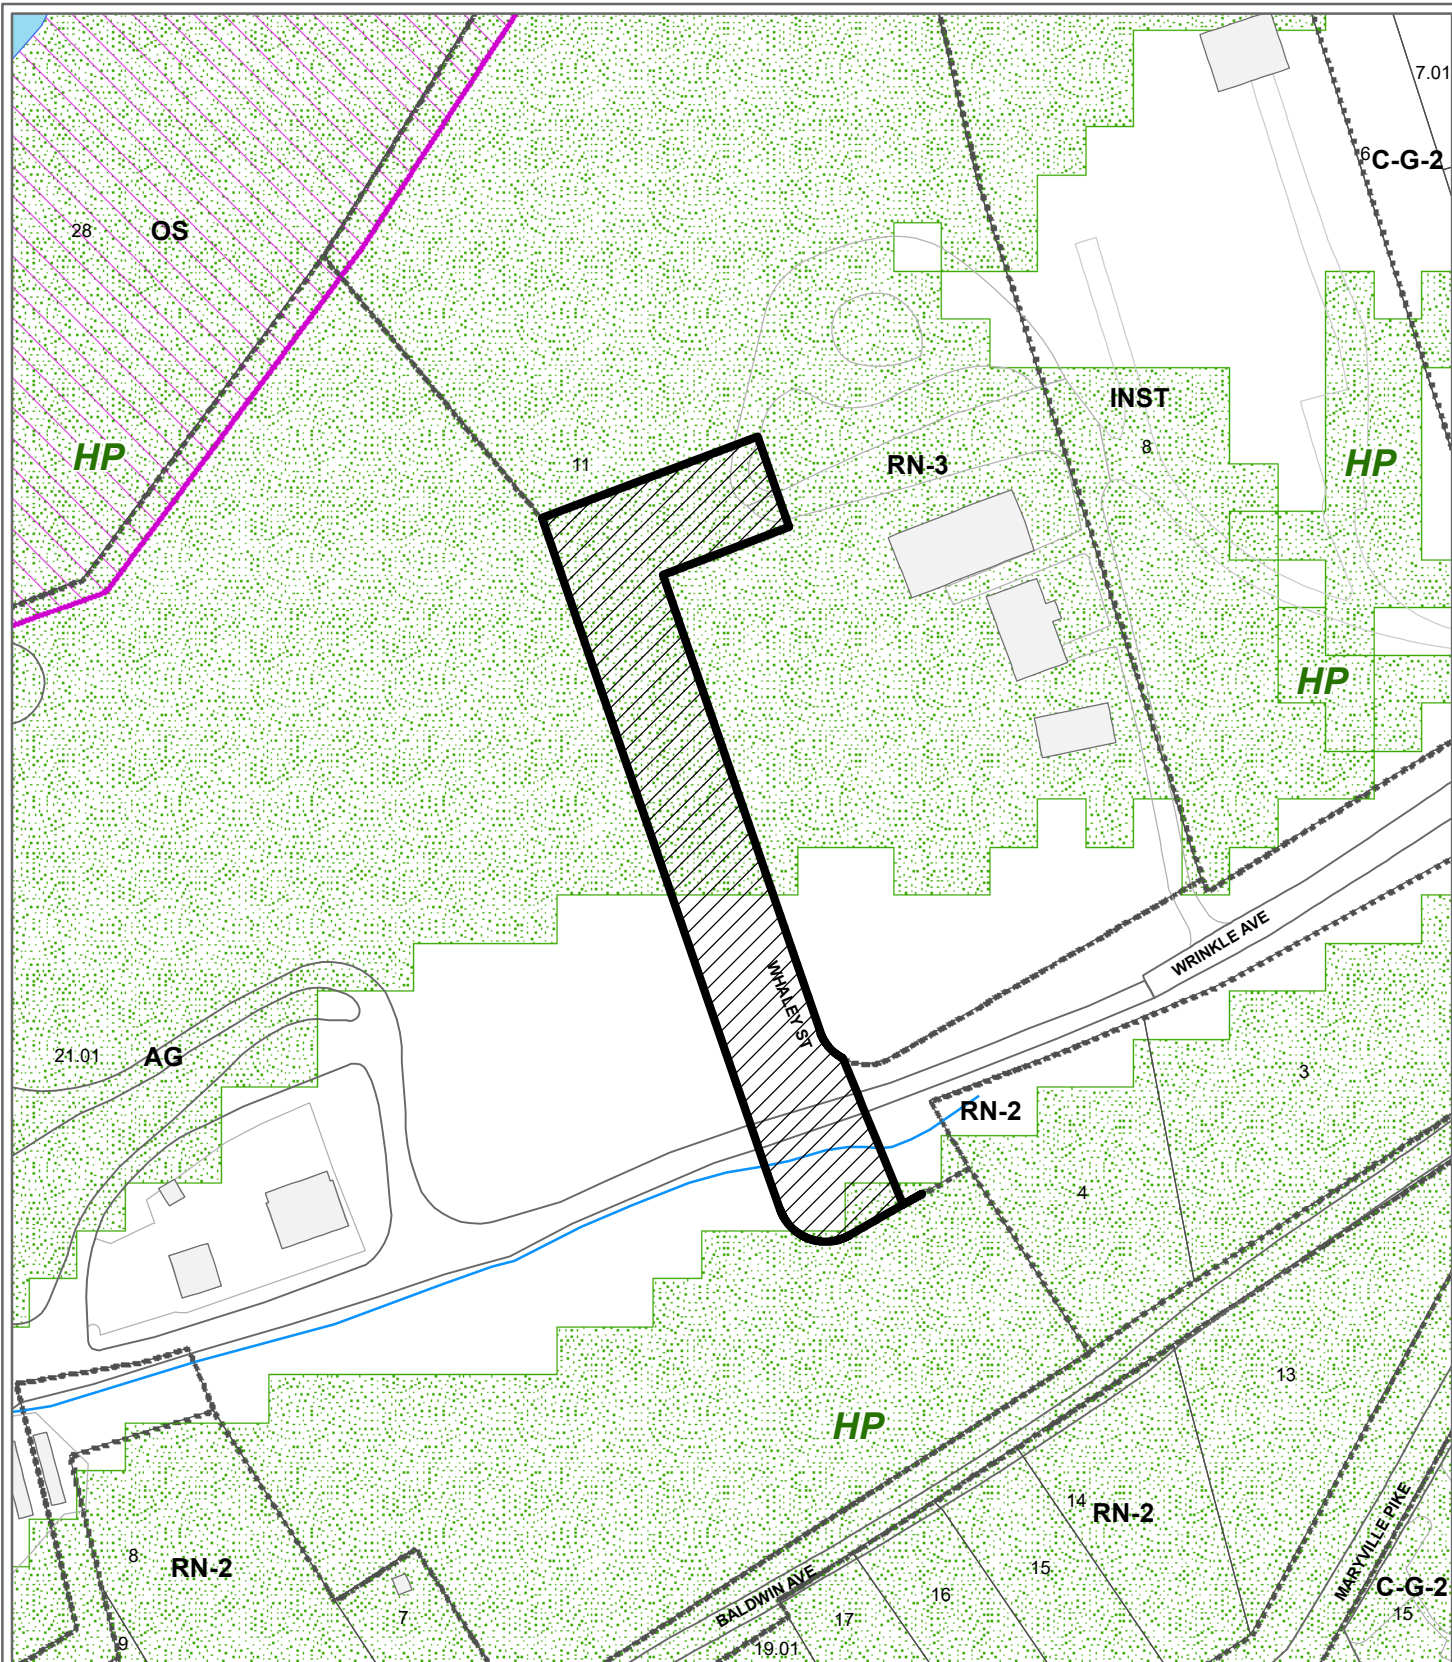 7.01
6
C-G-2
28
OS
INST
8
HP
11
RN-3
HP
HP
WRINKLE AVE
WHALEY ST
21.01
AG
3
RN-2
4
13
HP
14
RN-2
MARYVILLE PIKE
8
RN-2
15
BALDWIN AVE
C-G-2
16
15
7
17
9
19.01